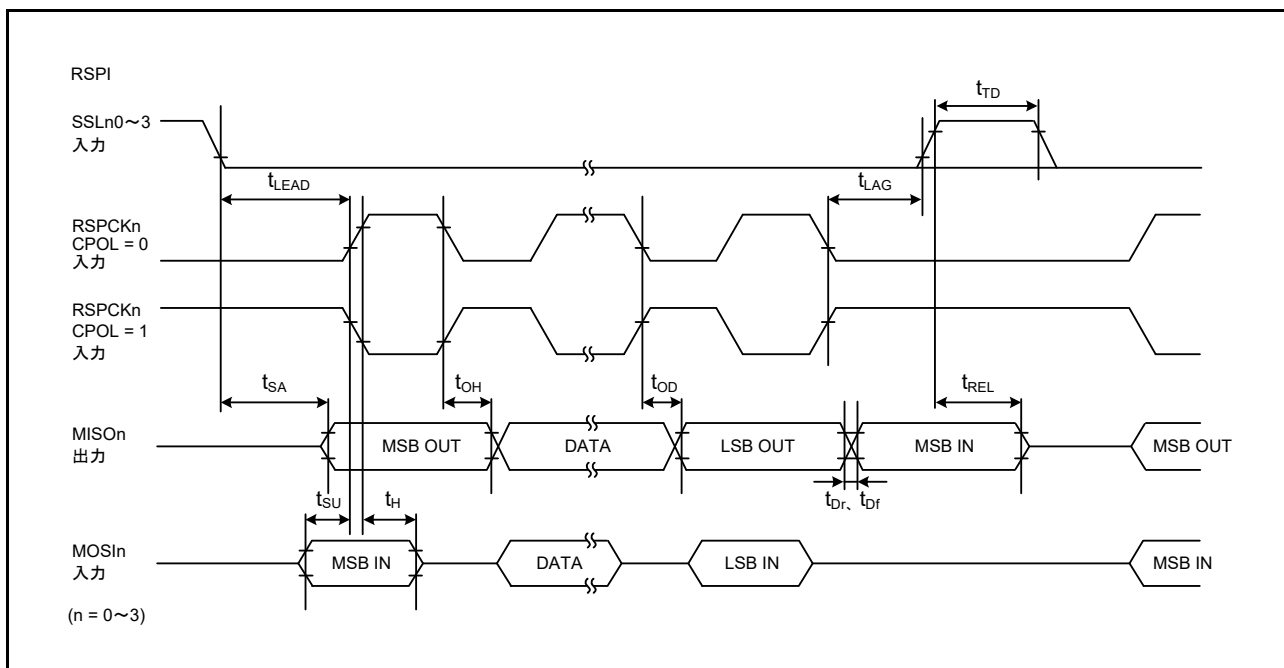 RSPI
SSLn0～3
入力
tTD
tLEAD
tLAG
RSPCKn
CPOL = 0
入力
RSPCKn
CPOL = 1
入力
tSA
tOH
tOD
tREL
MISOn
出力
MSB OUT
DATA
LSB OUT
MSB IN
MSB OUT
tSU
tH
tDr、tDf
MOSIn
入力
MSB IN
DATA
LSB IN
MSB IN
(n = 0～3)